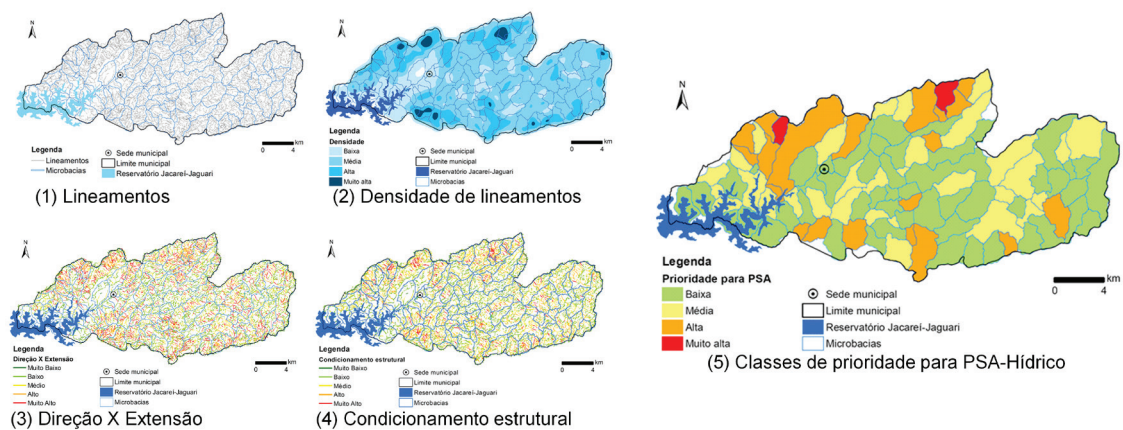 N
km
0 4
Legenda
Lineamentos
Microbacias
Sede municipal
Limite municipal
Reservatório Jacareí-Jaguari
(1) Lineamentos
N
km
0 4
Legenda
Densidade
Baixa
Média
Alta
Muito alta
Sede municipal
Limite municipal
Reservatório Jacareí-Jaguari
Microbacias
(2) Densidade de lineamentos
N
km
0 4
Legenda
Direção X Extensão
Muito Baixo
Baixo
Médio
Alto
Muito Alto
Sede municipal
Limite municipal
Reservatório Jacareí-Jaguari
Microbacias
(3) Direção X Extensão
N
km
0 4
Legenda
Condicionamento estrutural
Muito Baixo
Baixo
Médio
Alto
Muito Alto
Sede municipal
Limite municipal
Reservatório Jacareí-Jaguari
Microbacias
(4) Condicionamento estrutural
N
km
0 4
Legenda
Prioridade para PSA
Baixa
Média
Alta
Muito alta
Sede municipal
Limite municipal
Reservatório Jacareí-Jaguari
Microbacias
(5) Classes de prioridade para PSA-Hídrico